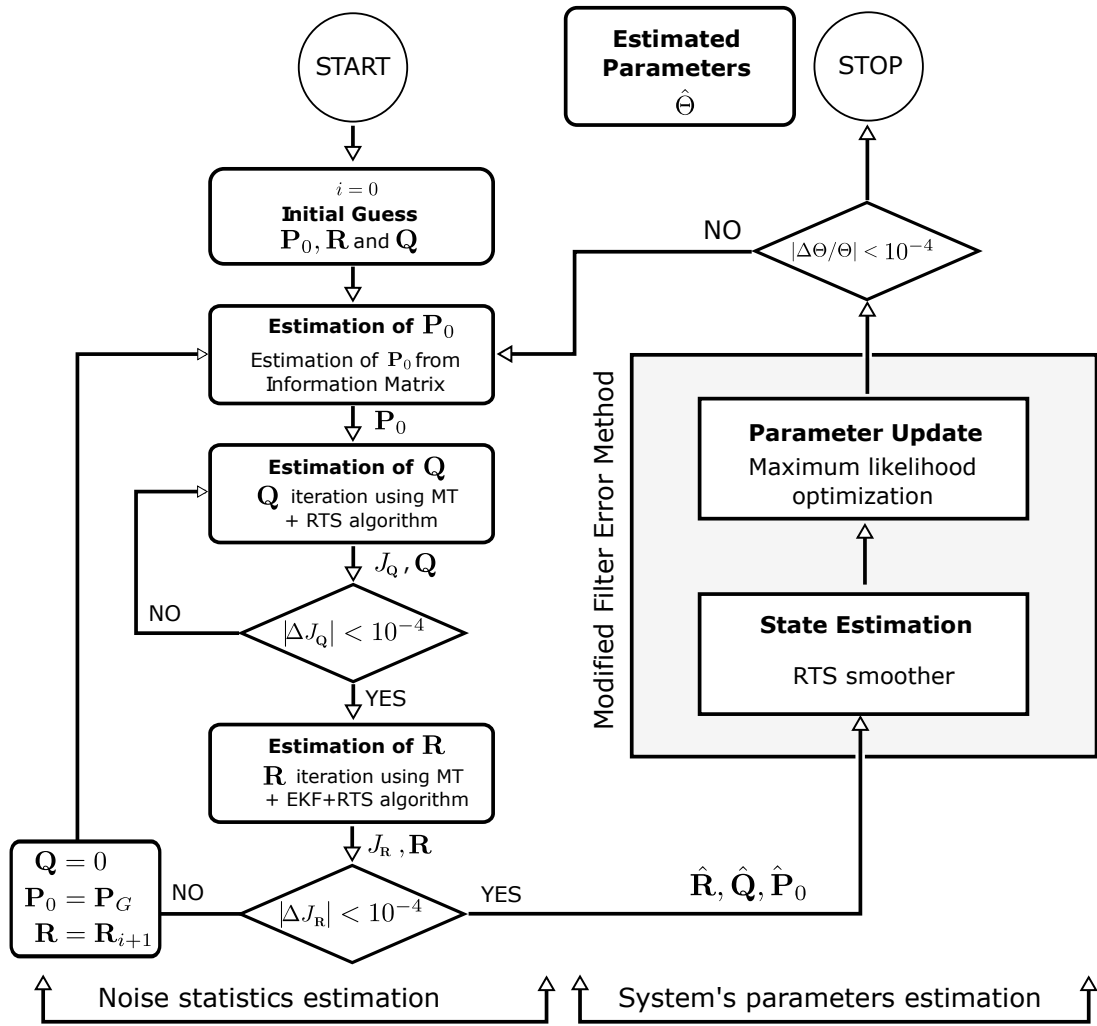 START
i = 0
Initial Guess
P₀, R and Q
Estimation of P₀
Estimation of P₀ from
Information Matrix
P₀
Estimation of Q
Q iteration using MT
+ RTS algorithm
J_Q, Q
NO
|ΔJ_Q| < 10⁻⁴
YES
Estimation of R
R iteration using MT
+ EKF+RTS algorithm
J_R , R
Q = 0
P₀ = P_G
R = R_{i+1}
NO
|ΔJ_R| < 10⁻⁴
YES
R̂, Q̂, P̂₀
Noise statistics estimation
Estimated
Parameters
Θ̂
STOP
NO
|ΔΘ/Θ| < 10⁻⁴
Modified Filter Error Method
Parameter Update
Maximum likelihood
optimization
State Estimation
RTS smoother
System's parameters estimation